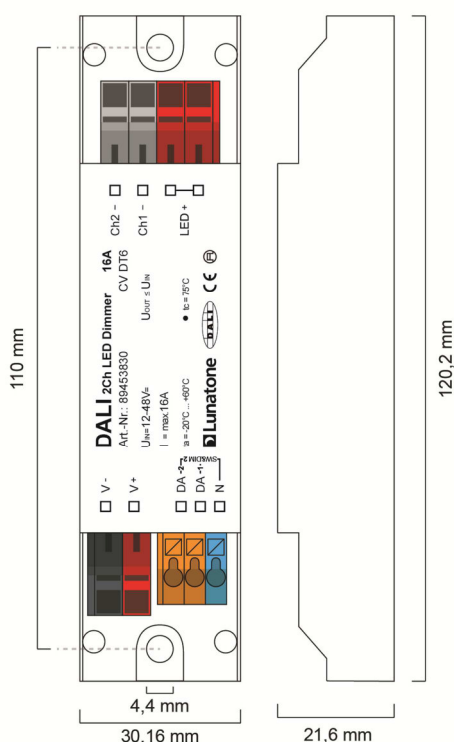 Ch2 -
Ch1 -
LED +
DALI 2Ch LED Dimmer 16A
Art.-Nr.: 89453830 CV DT6
UIN=12-48V= UOUT ≤ UIN
I = max.16A
ta = -20°C ... +60°C ● tc = 75°C
Lunatone DALI CE
SW&DIM 2
V -
V+
DA -2-
DA -1-
N
110 mm
120,2 mm
4,4 mm
30,16 mm
21,6 mm